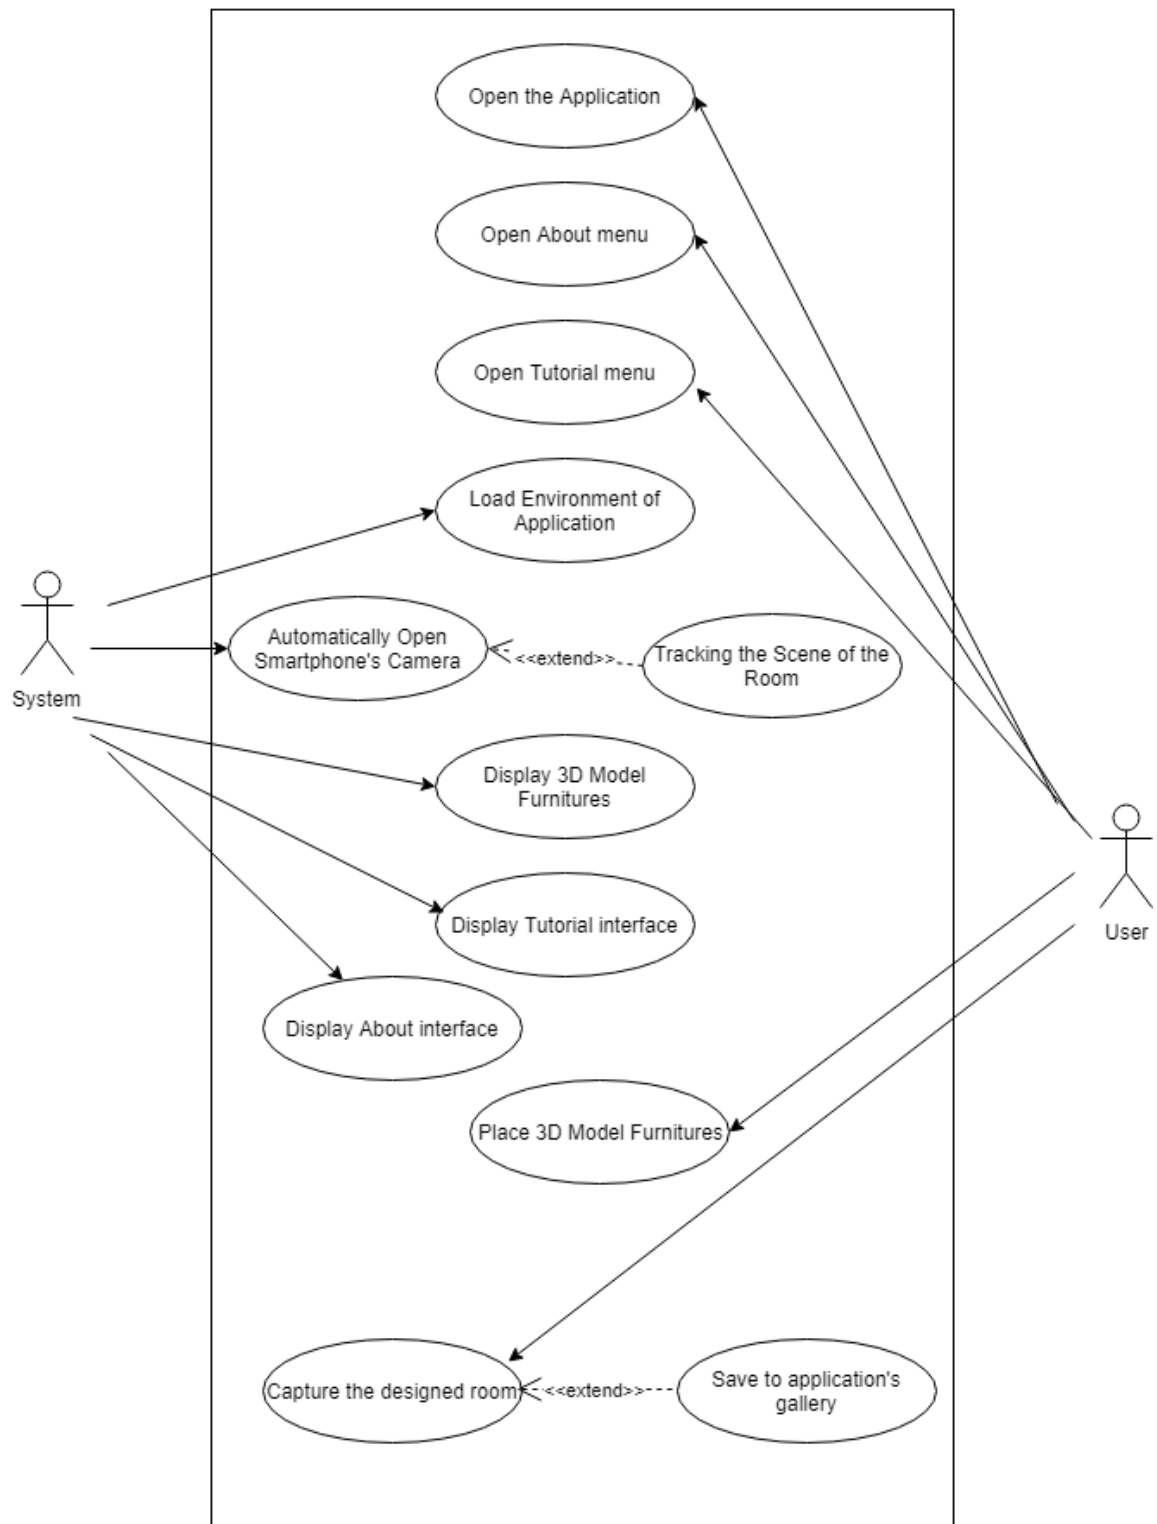 Open the Application
Open About menu
Open Tutorial menu
Load Environment of
Application
System
Automatically Open
Smartphone's Camera
<<extend>>
Tracking the Scene of the
Room
Display 3D Model
Furnitures
User
Display Tutorial interface
Display About interface
Place 3D Model Furnitures
Capture the designed room
<<extend>>
Save to application's
gallery